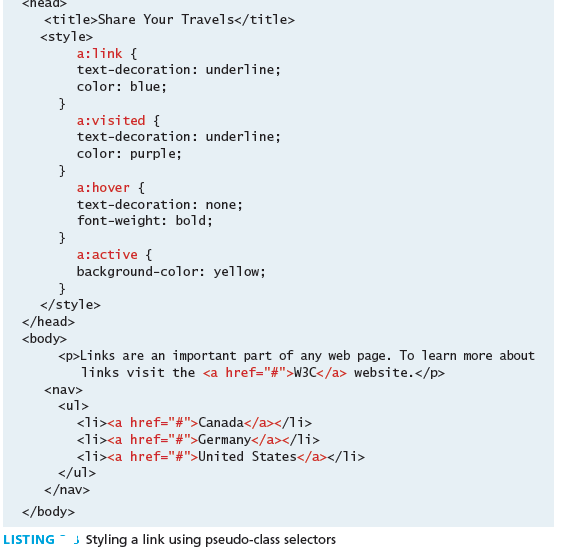 <head>
<title>Share Your Travels</title>
<style>
a:link {
text-decoration: underline;
color: blue;
}
a:visited {
text-decoration: underline;
color: purple;
}
a:hover {
text-decoration: none;
font-weight: bold;
}
a:active {
background-color: yellow;
}
</style>
</head>
<body>
<p>Links are an important part of any web page. To learn more about
links visit the <a href="#">W3C</a> website.</p>
<nav>
<ul>
<li><a href="#">Canada</a></li>
<li><a href="#">Germany</a></li>
<li><a href="#">United States</a></li>
</ul>
</nav>
</body>
LISTING Styling a link using pseudo-class selectors